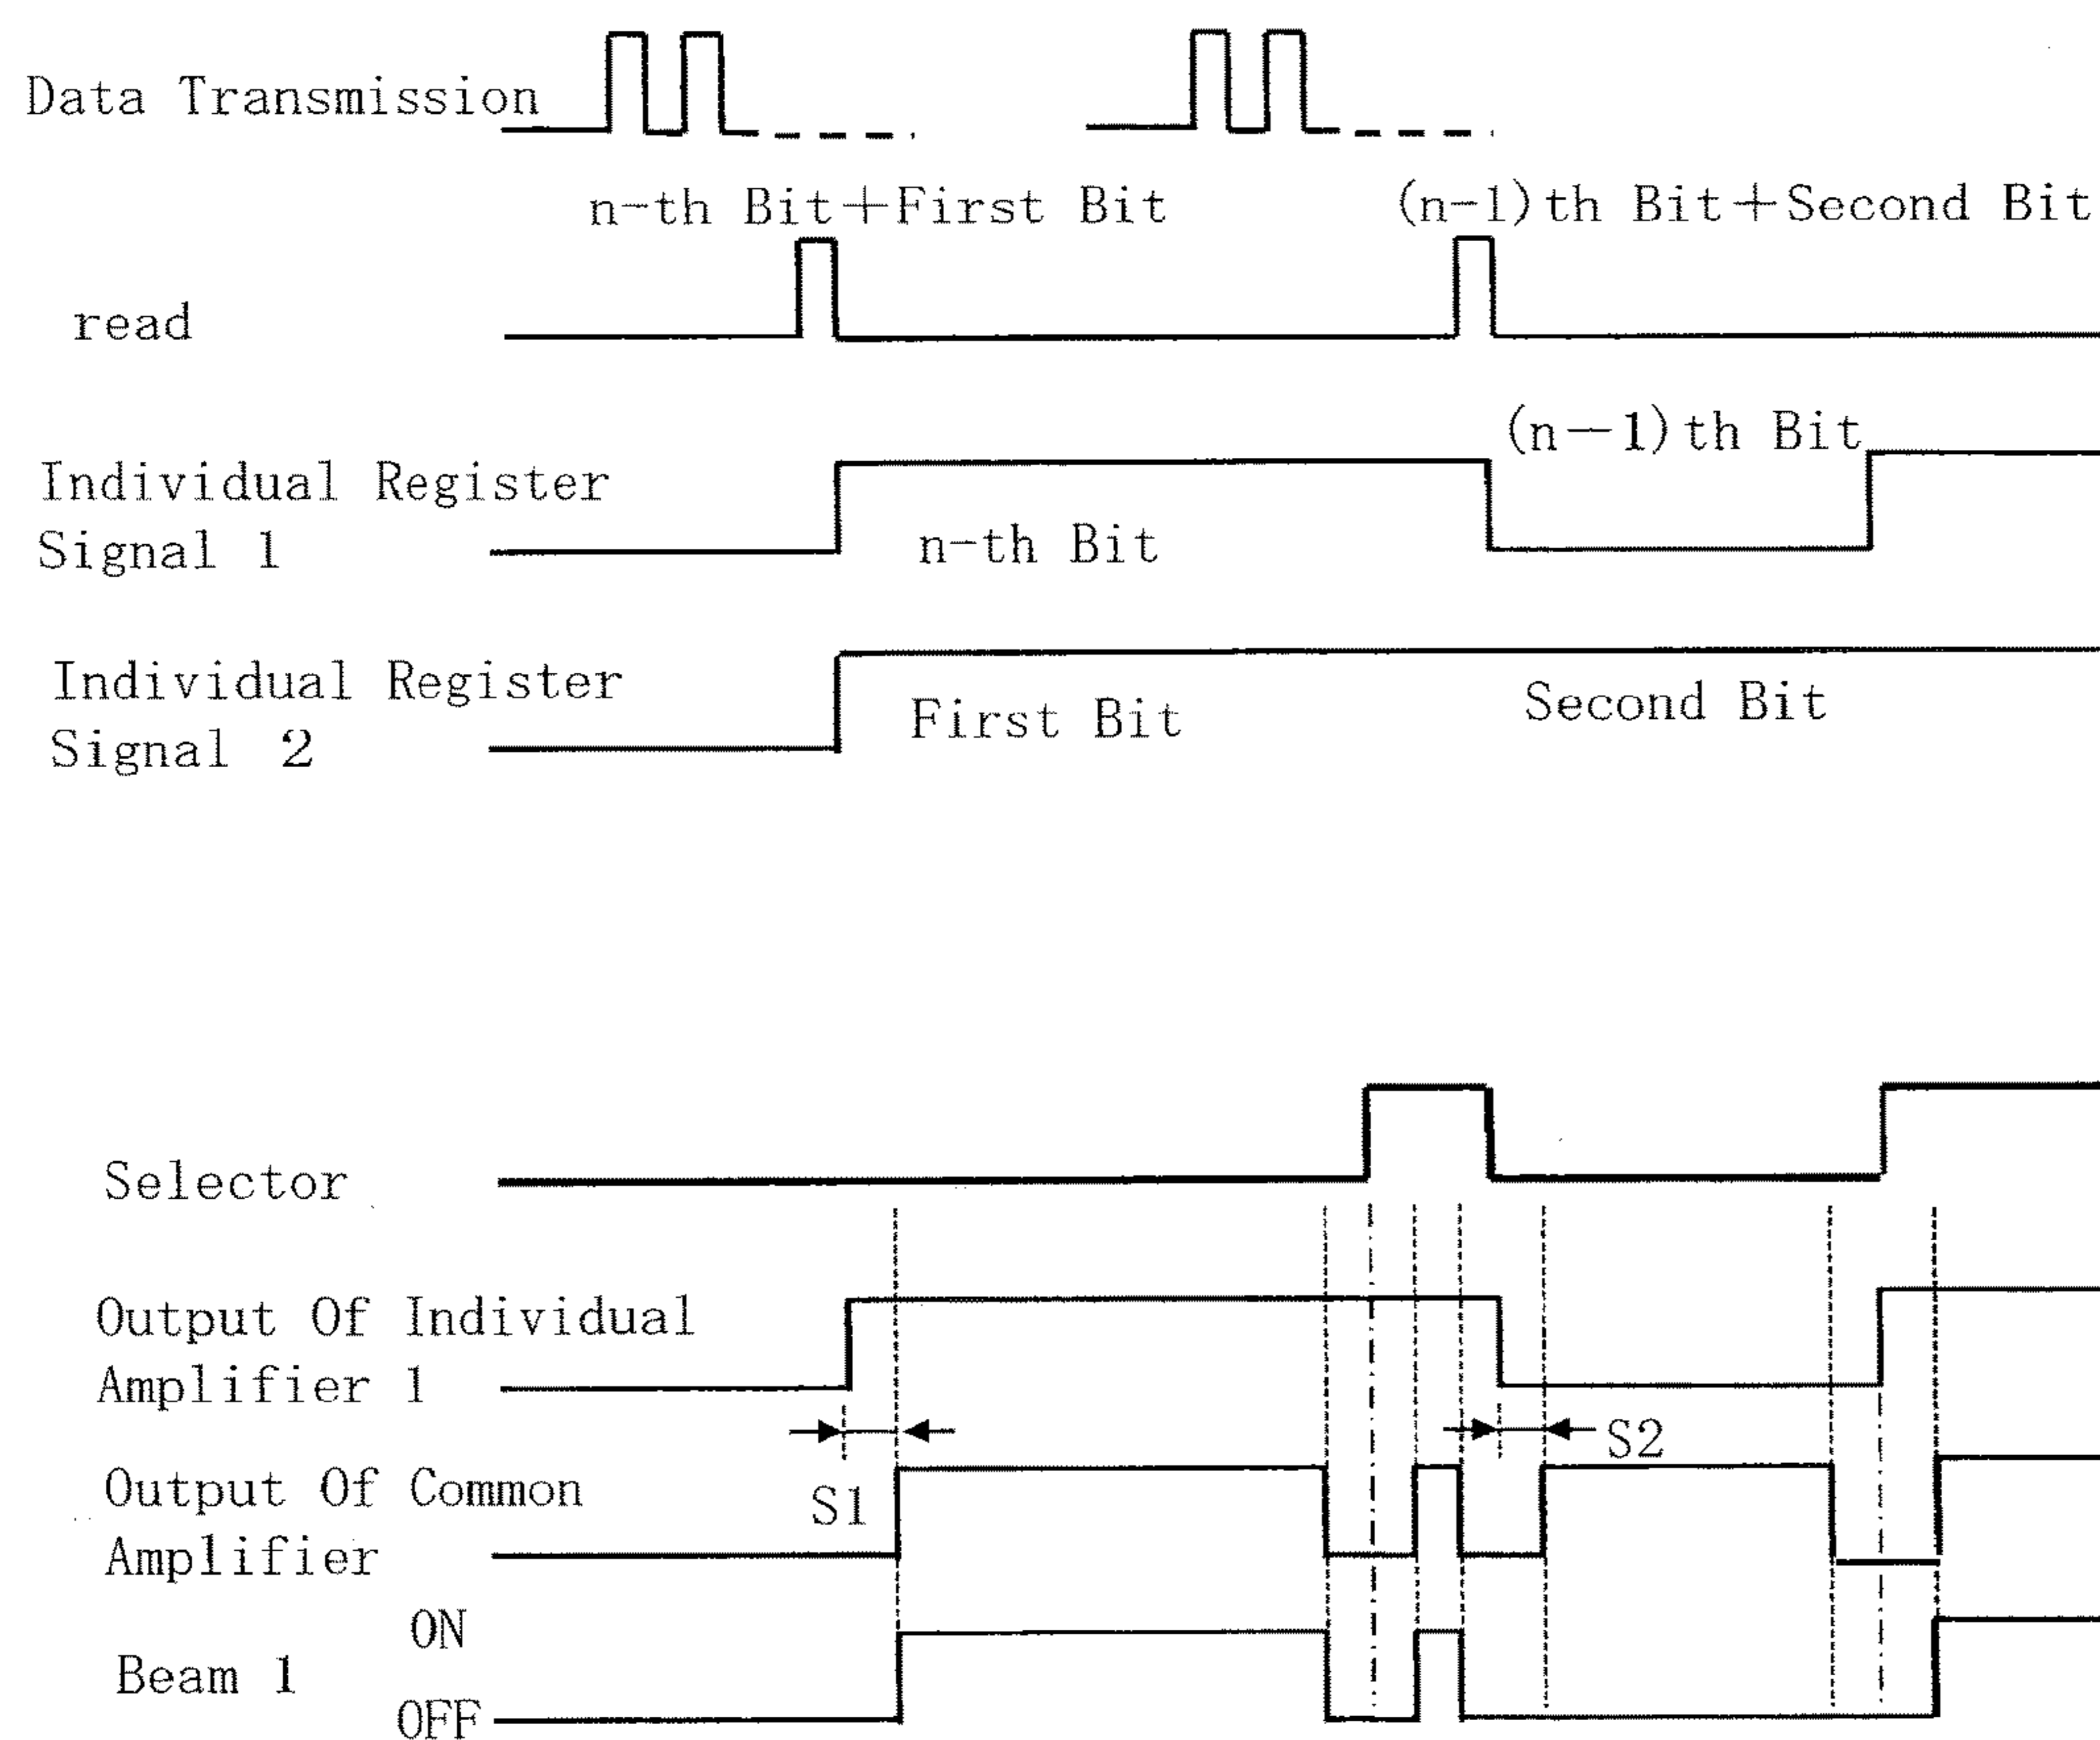 Data Transmission
n-th Bit+First Bit
(n-1)th Bit+Second Bit
read
(n-1)th Bit
Individual Register
Signal 1
n-th Bit
Individual Register
Signal 2
First Bit
Second Bit
Selector
Output Of Individual
Amplifier 1
S1
S2
Output Of Common
Amplifier
ON
Beam 1
OFF